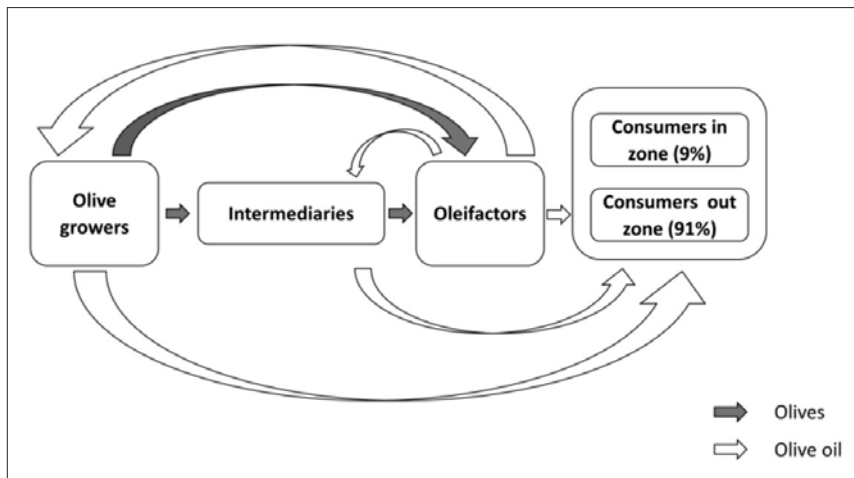 Consumers in
zone (9%)
Olive
growers
Intermediaries
Oleifactors
Consumers  out
zone (91%)
Olives
Olive oil